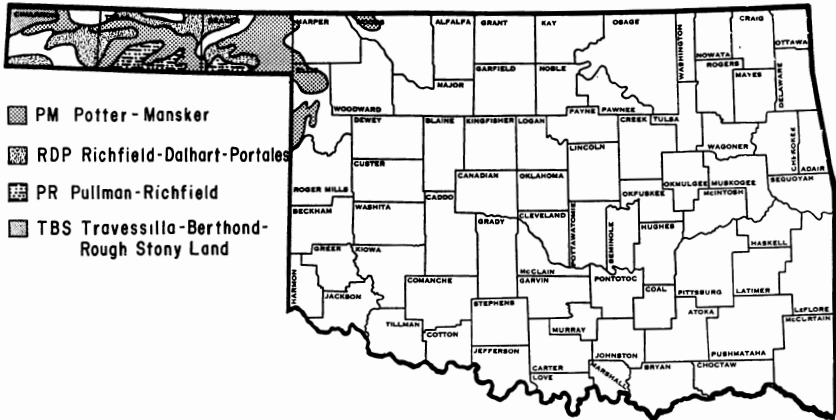 HARPER
ALFALFA
GRANT
KAY
OSAGE
WASHINGTON
CRAIG
NOWATA
OTTAWA
ROGERS
MAYES
DELAWARE
GARFIELD
NOBLE
MAJOR
WOODWARD
PM Potter-Mansker
RDP Richfield-Dalhart-Portales
PR Pullman-Richfield
TBS Travessilla-Berthond-
Rough Stony Land
DEWEY
BLAINE
KINGFISHER
LOGAN
PAYNE
PAWNEE
CREEK
TULSA
WAGONER
CHEROKEE
ADAIR
LINCOLN
CUSTER
CANADIAN
OKLAHOMA
OKMULGEE
MUSKOGEE
SEQUOYAH
ROGER MILLS
OKFUSKEE
McINTOSH
BECKHAM
WASHITA
CADDO
GRADY
CLEVELAND
POTTAWATOMIE
SEMINOLE
HUGHES
HASKELL
GREER
KIOWA
McCLAIN
GARVIN
PONTOTOC
COAL
PITTSBURG
LATIMER
LeFLORE
HARMON
JACKSON
COMANCHE
STEPHENS
ATOKA
McCURTAIN
TILLMAN
COTTON
MURRAY
JEFFERSON
JOHNSTON
PUSHMATAHA
CARTER
LOVE
MARSHALL
BRYAN
CHOCTAW